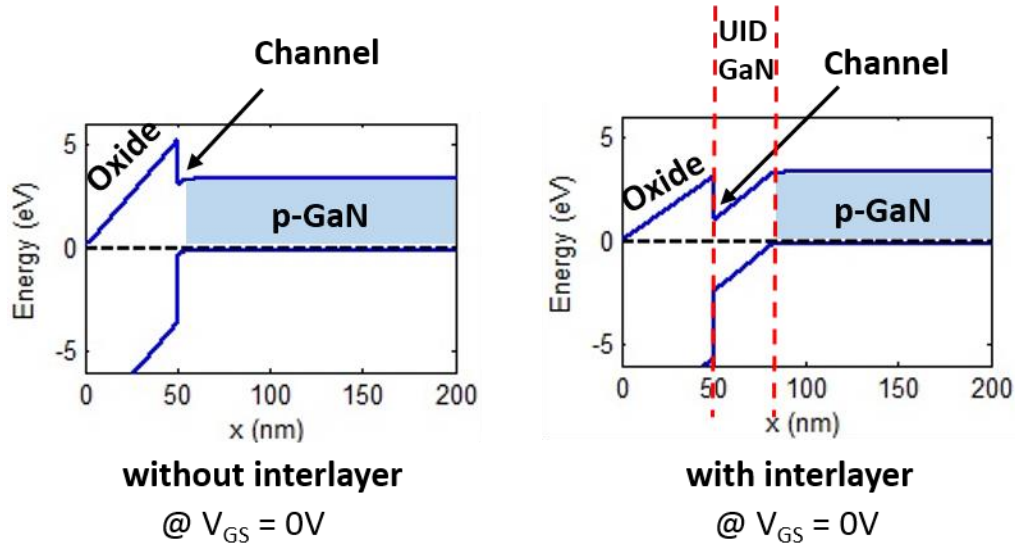 Channel
Oxide
p-GaN
Energy (eV)
5
0
-5
0
50
100
150
200
x (nm)
without interlayer
@ V_GS = 0V
UID
GaN
Channel
Oxide
p-GaN
Energy (eV)
5
0
-5
0
50
100
150
200
x (nm)
with interlayer
@ V_GS = 0V